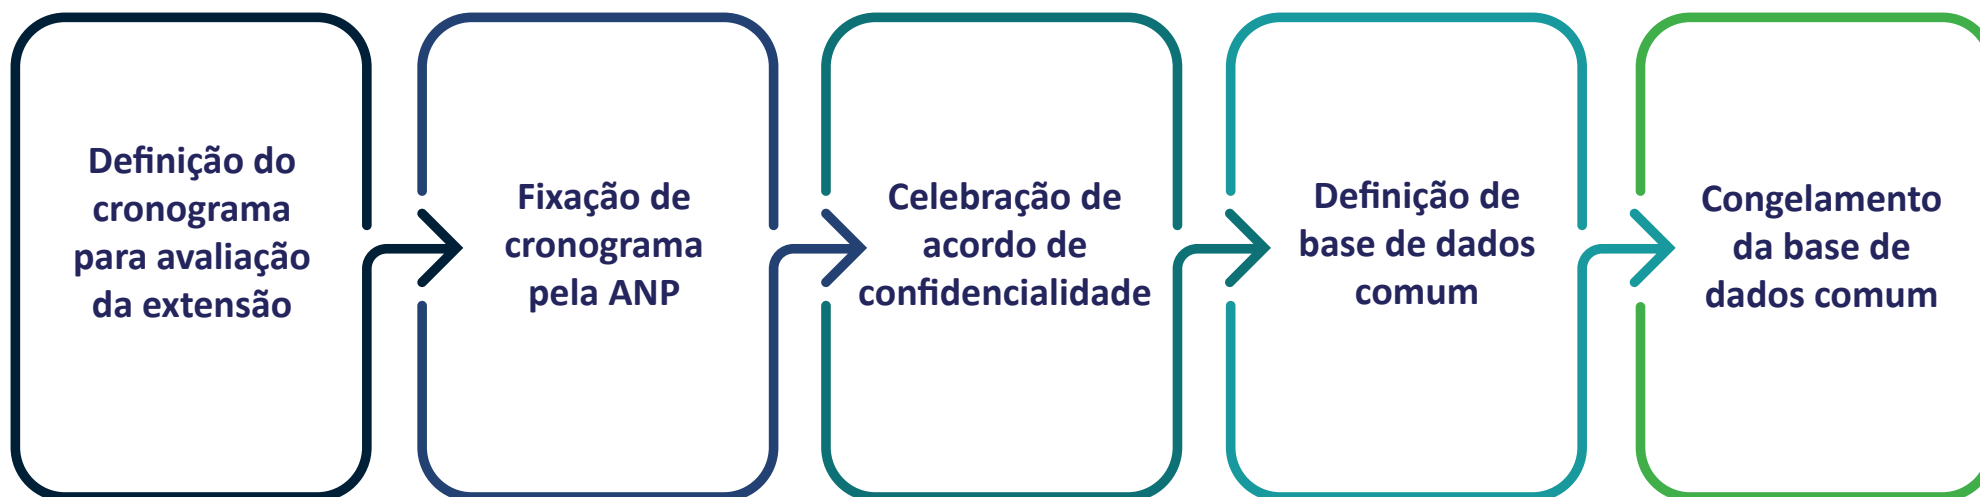 Definição do
cronograma
para avaliação
da extensão
Fixação de
cronograma
pela ANP
Celebração de
acordo de
confidencialidade
Definição de
base de dados
comum
Congelamento
da base de
dados comum